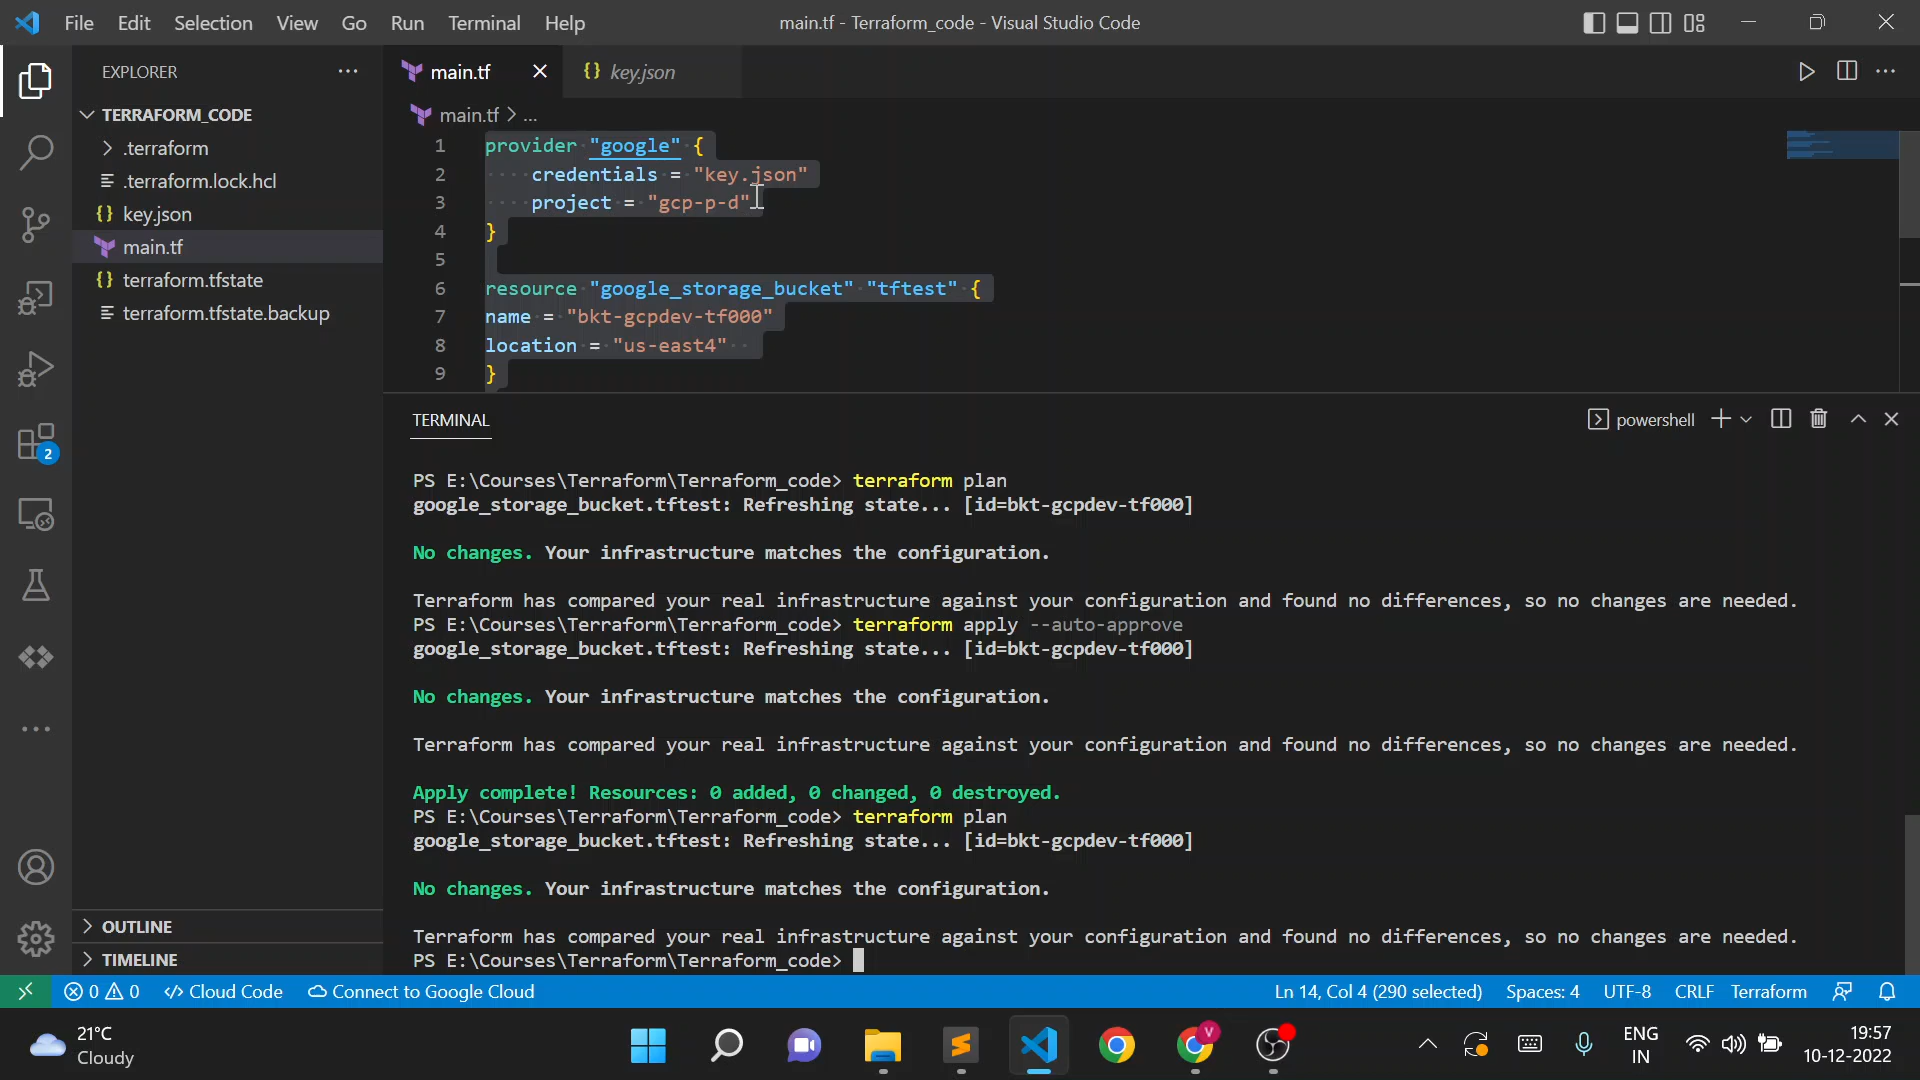 File Edit Selection View Go Run Terminal Help
main.tf - Terraform_code - Visual Studio Code
EXPLORER
TERRAFORM_CODE
.terraform
.terraform.lock.hcl
key.json
main.tf
terraform.tfstate
terraform.tfstate.backup
OUTLINE
TIMELINE
2
main.tf
key.json
main.tf > ...
1 provider "google" {
2 credentials = "key.json"
3 project = "gcp-p-d"
4 }
5
6 resource "google_storage_bucket" "tftest" {
7 name = "bkt-gcpdev-tf000"
8 location = "us-east4"
9 }
TERMINAL
powershell
PS E:\Courses\Terraform\Terraform_code> terraform plan
google_storage_bucket.tftest: Refreshing state... [id=bkt-gcpdev-tf000]
No changes. Your infrastructure matches the configuration.
Terraform has compared your real infrastructure against your configuration and found no differences, so no changes are needed.
PS E:\Courses\Terraform\Terraform_code> terraform apply --auto-approve
google_storage_bucket.tftest: Refreshing state... [id=bkt-gcpdev-tf000]
No changes. Your infrastructure matches the configuration.
Terraform has compared your real infrastructure against your configuration and found no differences, so no changes are needed.
Apply complete! Resources: 0 added, 0 changed, 0 destroyed.
PS E:\Courses\Terraform\Terraform_code> terraform plan
google_storage_bucket.tftest: Refreshing state... [id=bkt-gcpdev-tf000]
No changes. Your infrastructure matches the configuration.
Terraform has compared your real infrastructure against your configuration and found no differences, so no changes are needed.
PS E:\Courses\Terraform\Terraform_code>
0 0 Cloud Code Connect to Google Cloud
Ln 14, Col 4 (290 selected) Spaces: 4 UTF-8 CRLF Terraform
21°C
Cloudy
V
ENG
IN
19:57
10-12-2022